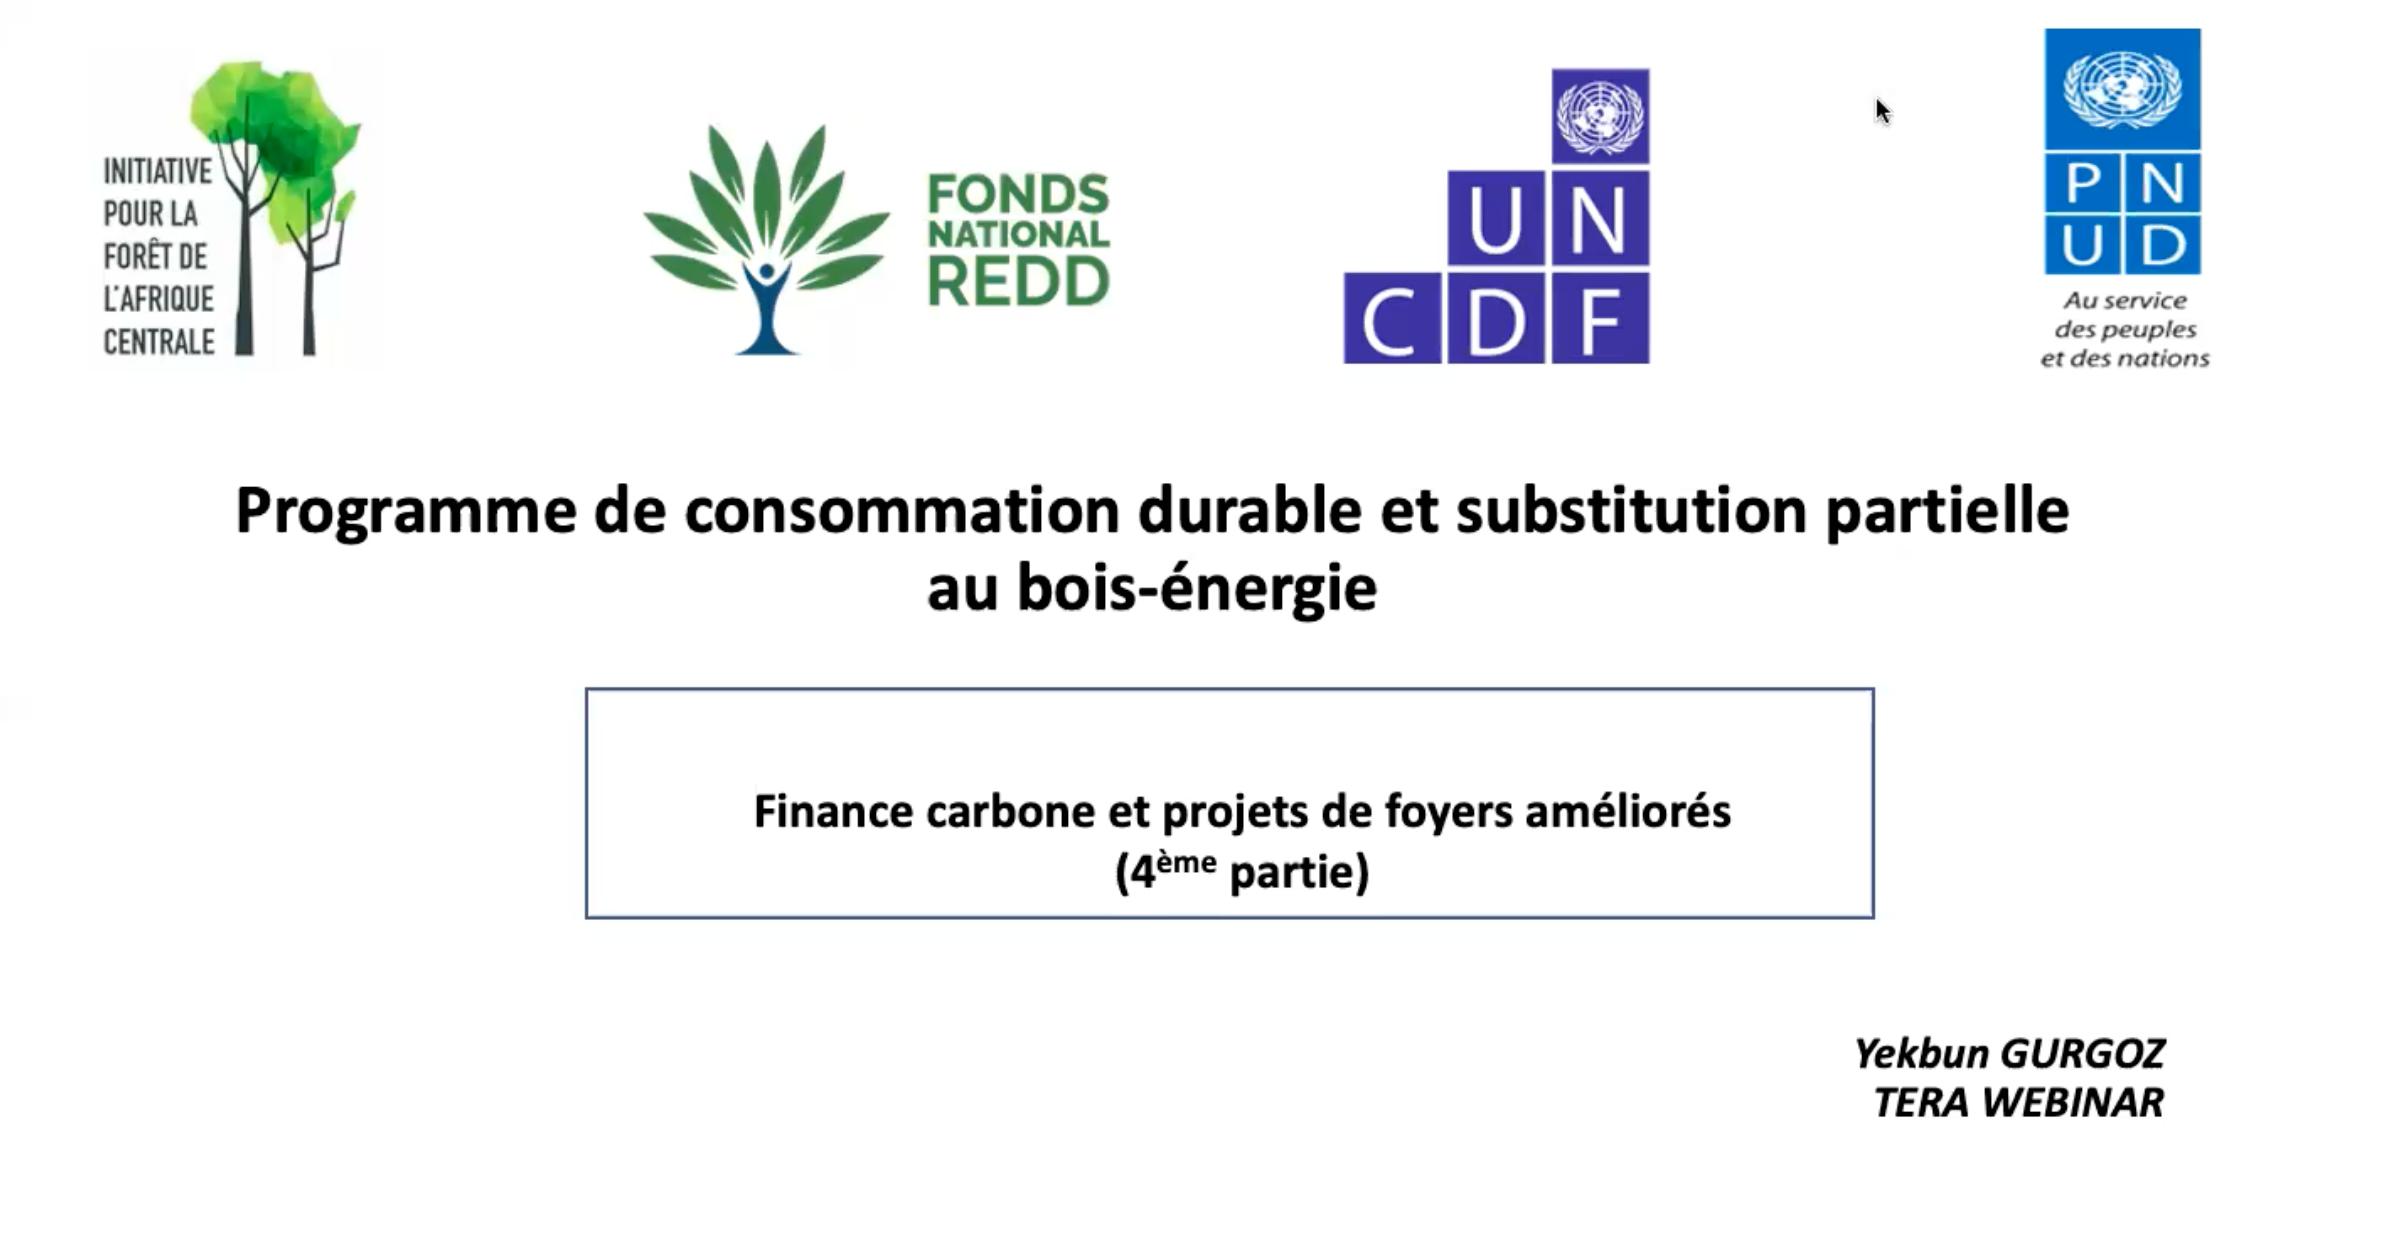 INITIATIVE
POUR LA
FORÊT DE
L'AFRIQUE
CENTRALE
FONDS
NATIONAL
REDD
UN
CDF
PN
UD
Au service
des peuples
et des nations
Programme de consommation durable et substitution partielle
au bois-énergie
Finance carbone et projets de foyers améliorés
(4ème partie)
Yekbun GURGOZ
TERA WEBINAR